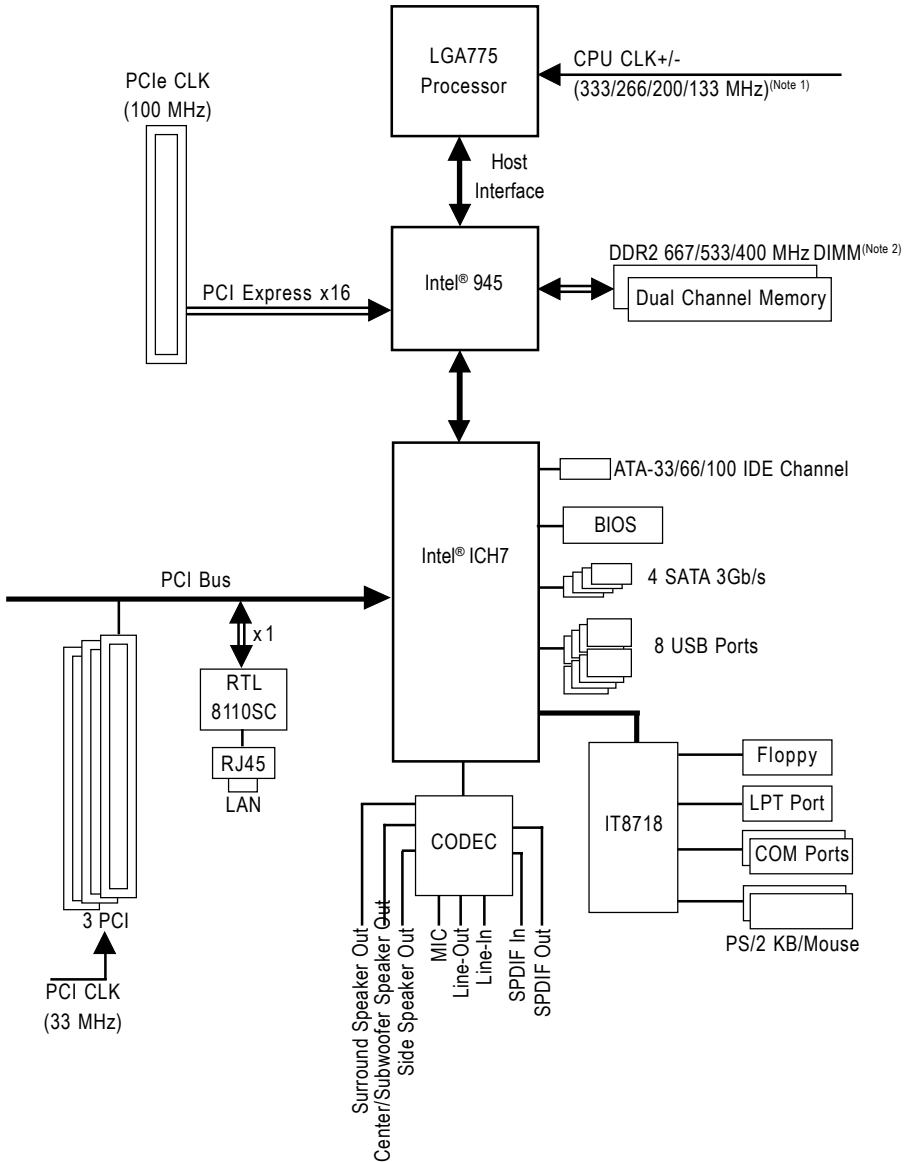 LGA775
Processor
CPU CLK+/-
(333/266/200/133 MHz)(Note 1)
PCIe CLK
(100 MHz)
Host
Interface
DDR2 667/533/400 MHz DIMM(Note 2)
Dual Channel Memory
Intel® 945
PCI Express x16
ATA-33/66/100 IDE Channel
BIOS
Intel® ICH7
4 SATA 3Gb/s
PCI Bus
x1
8 USB Ports
RTL
8110SC
RJ45
LAN
Floppy
LPT Port
IT8718
COM Ports
PS/2 KB/Mouse
CODEC
3 PCI
PCI CLK
(33 MHz)
Surround Speaker Out
Center/Subwoofer Speaker Out
Side Speaker Out
MIC
Line-Out
Line-In
SPDIF In
SPDIF Out